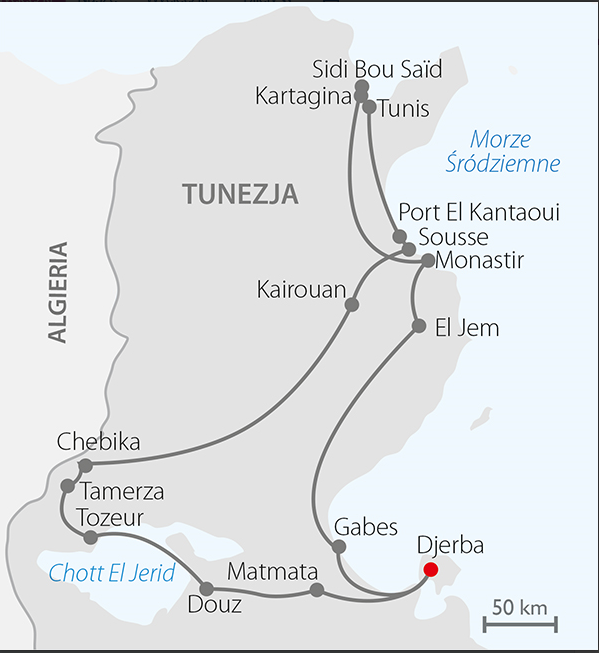 Sidi Bou Saïd
Kartagina
Tunis
Morze
Śródziemne
TUNEZJA
Port El Kantaoui
Sousse
Monastir
ALGIERIA
Kairouan
El Jem
Chebika
Tamerza
Tozeur
Gabes
Djerba
Chott El Jerid
Matmata
Douz
50 km